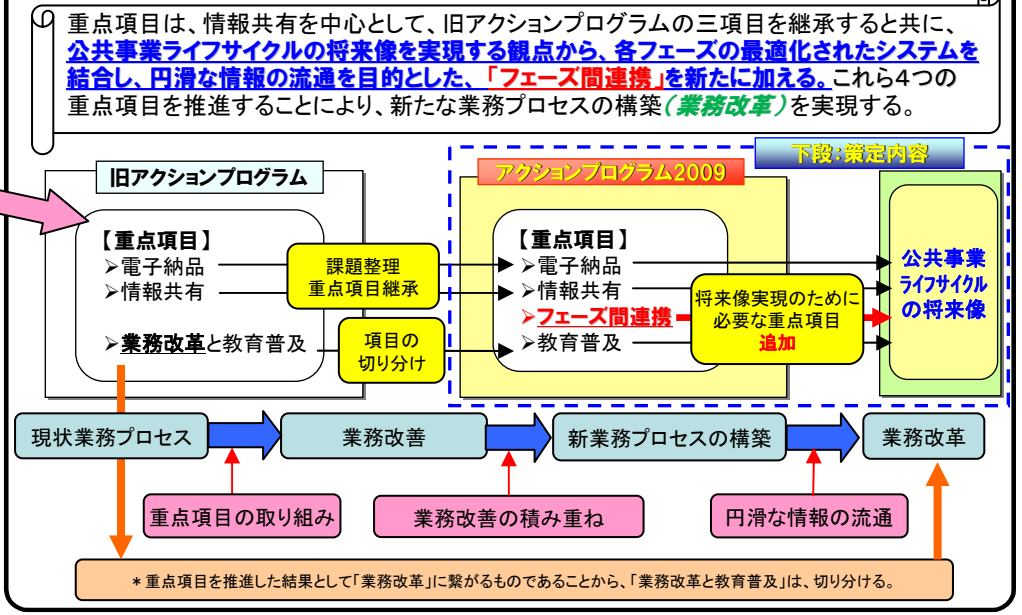 重点項目は、情報共有を中心として、旧アクションプログラムの三項目を継承すると共に、
公共事業ライフサイクルの将来像を実現する観点から、各フェーズの最適化されたシステムを
結合し、円滑な情報の流通を目的とした、「フェーズ間連携」を新たに加える。これら4つの
重点項目を推進することにより、新たな業務プロセスの構築(業務改革)を実現する。
下段:策定内容
旧アクションプログラム
アクションプログラム2009
【重点項目】
➢電子納品
➢情報共有
➢業務改革と教育普及
課題整理
重点項目継承
項目の
切り分け
【重点項目】
➢電子納品
➢情報共有
➢フェーズ間連携
➢教育普及
将来像実現のために
必要な重点項目
追加
公共事業
ライフサイクル
の将来像
現状業務プロセス
業務改善
新業務プロセスの構築
業務改革
重点項目の取り組み
業務改善の積み重ね
円滑な情報の流通
*重点項目を推進した結果として「業務改革」に繋がるものであることから、「業務改革と教育普及」は、切り分ける。